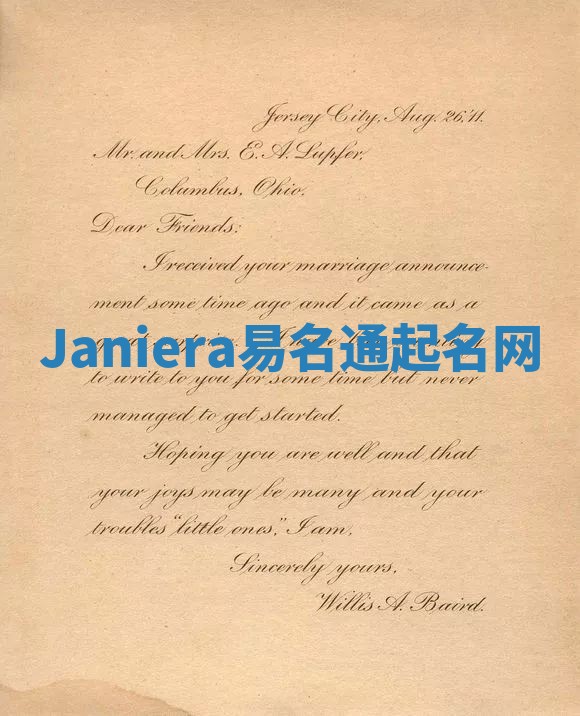 Jersey City, Aug. 26, '11.
Mr. and Mrs. E. A. Lupfer,
Columbus, Ohio.
Dear Friends:
I received your marriage announce-
ment some time ago and it came as a
Janiera易名通起名网
to write to you for some time but never
managed to get started.
Hoping you are well and that
your joys may be many and your
troubles "little ones," I am,
Sincerely yours,
Willis A. Baird.